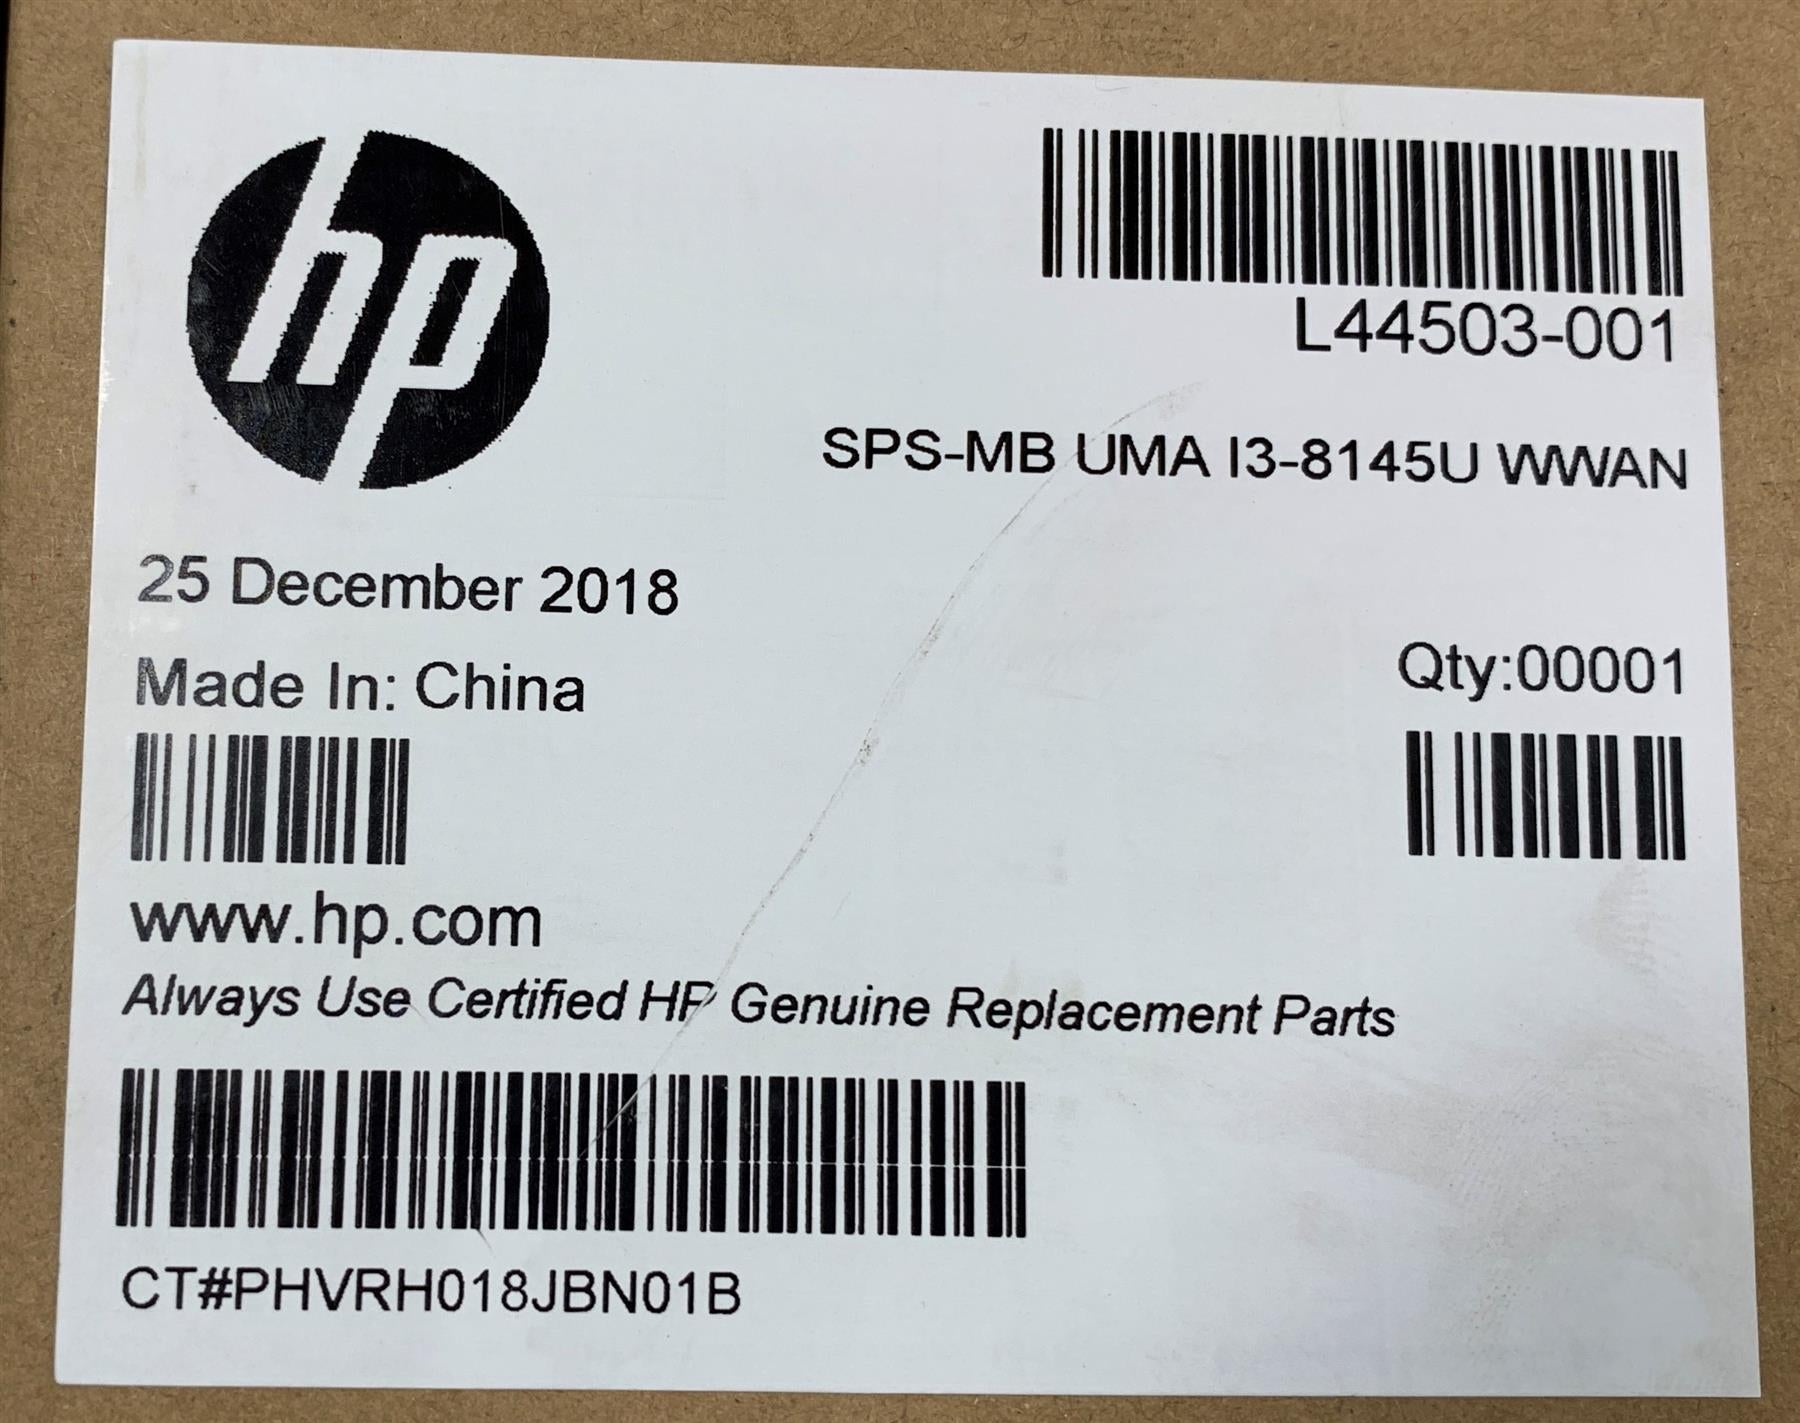 hp
L44503-001
SPS-MB UMA I3-8145U WWAN
25 December 2018
Made In: China
Qty:00001
www.hp.com
Always Use Certified HP Genuine Replacement Parts
CT#PHVRH018JBN01B